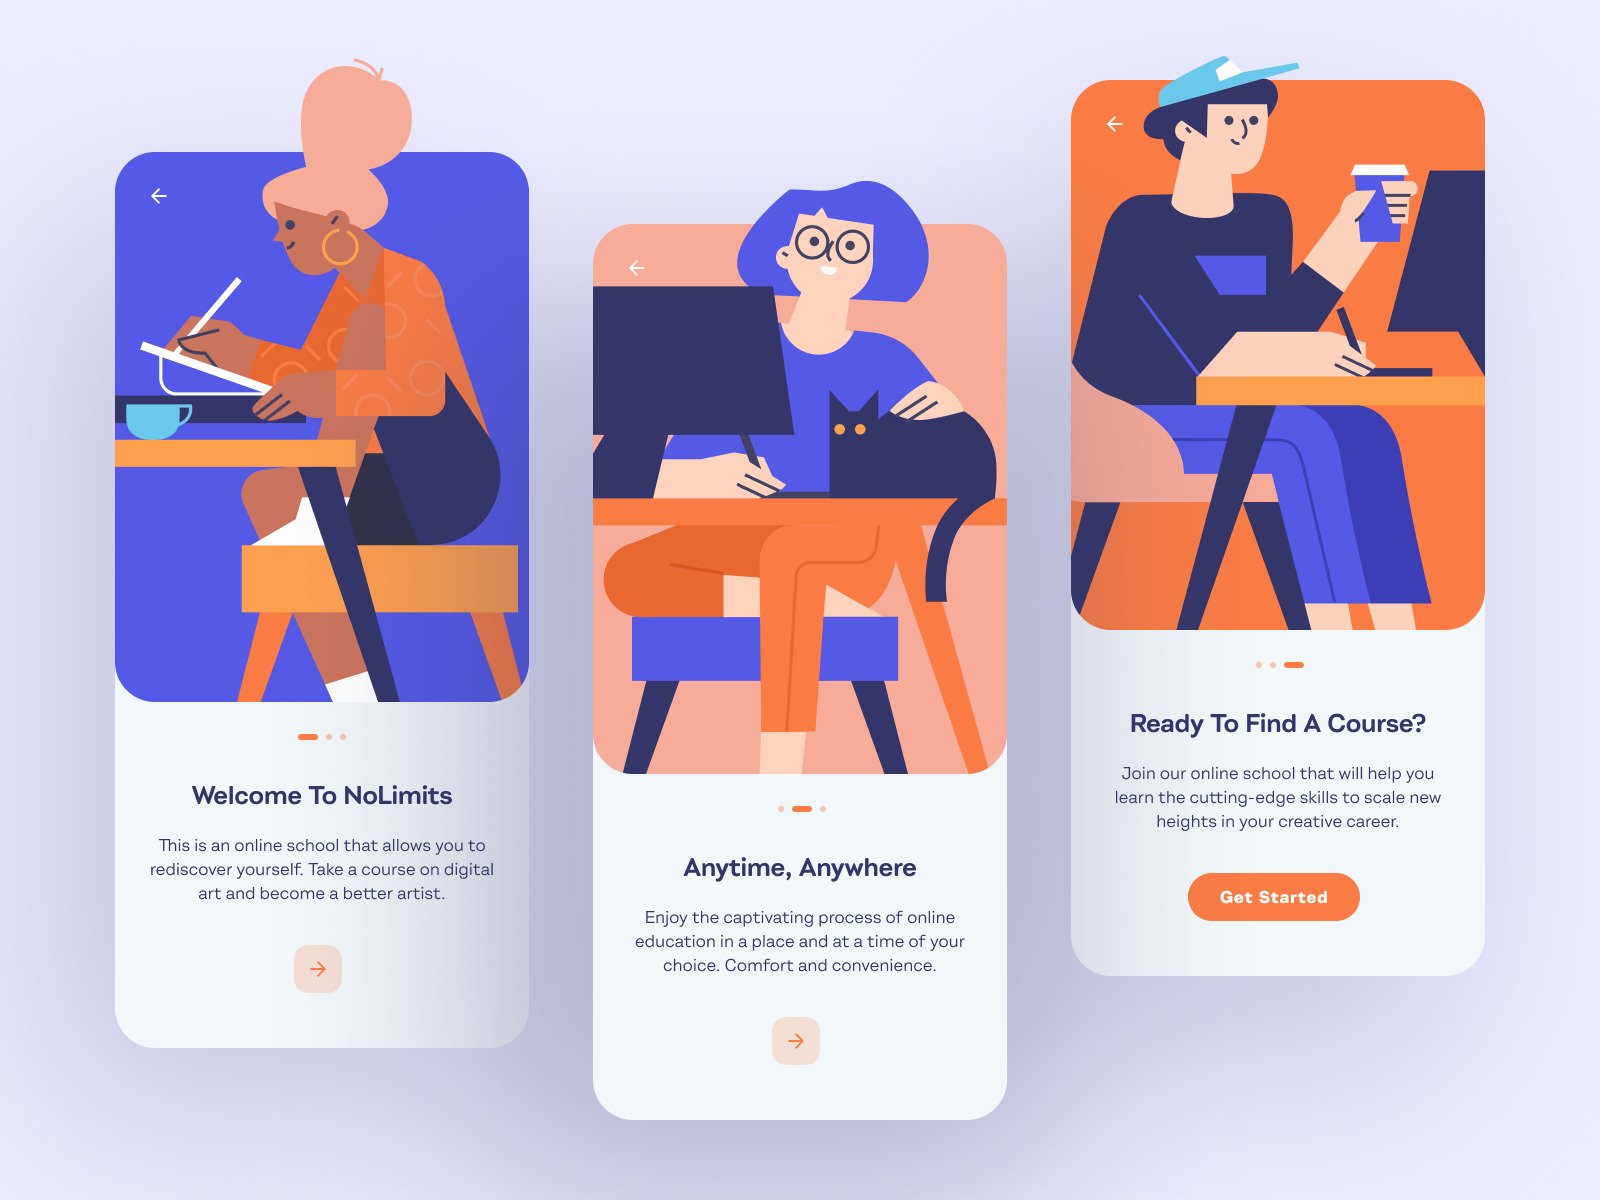 Welcome To NoLimits
This is an online school that allows you to
rediscover yourself. Take a course on digital
art and become a better artist.
Anytime, Anywhere
Enjoy the captivating process of online
education in a place and at a time of your
choice. Comfort and convenience.
Ready To Find A Course?
Join our online school that will help you
learn the cutting-edge skills to scale new
heights in your creative career.
Get Started